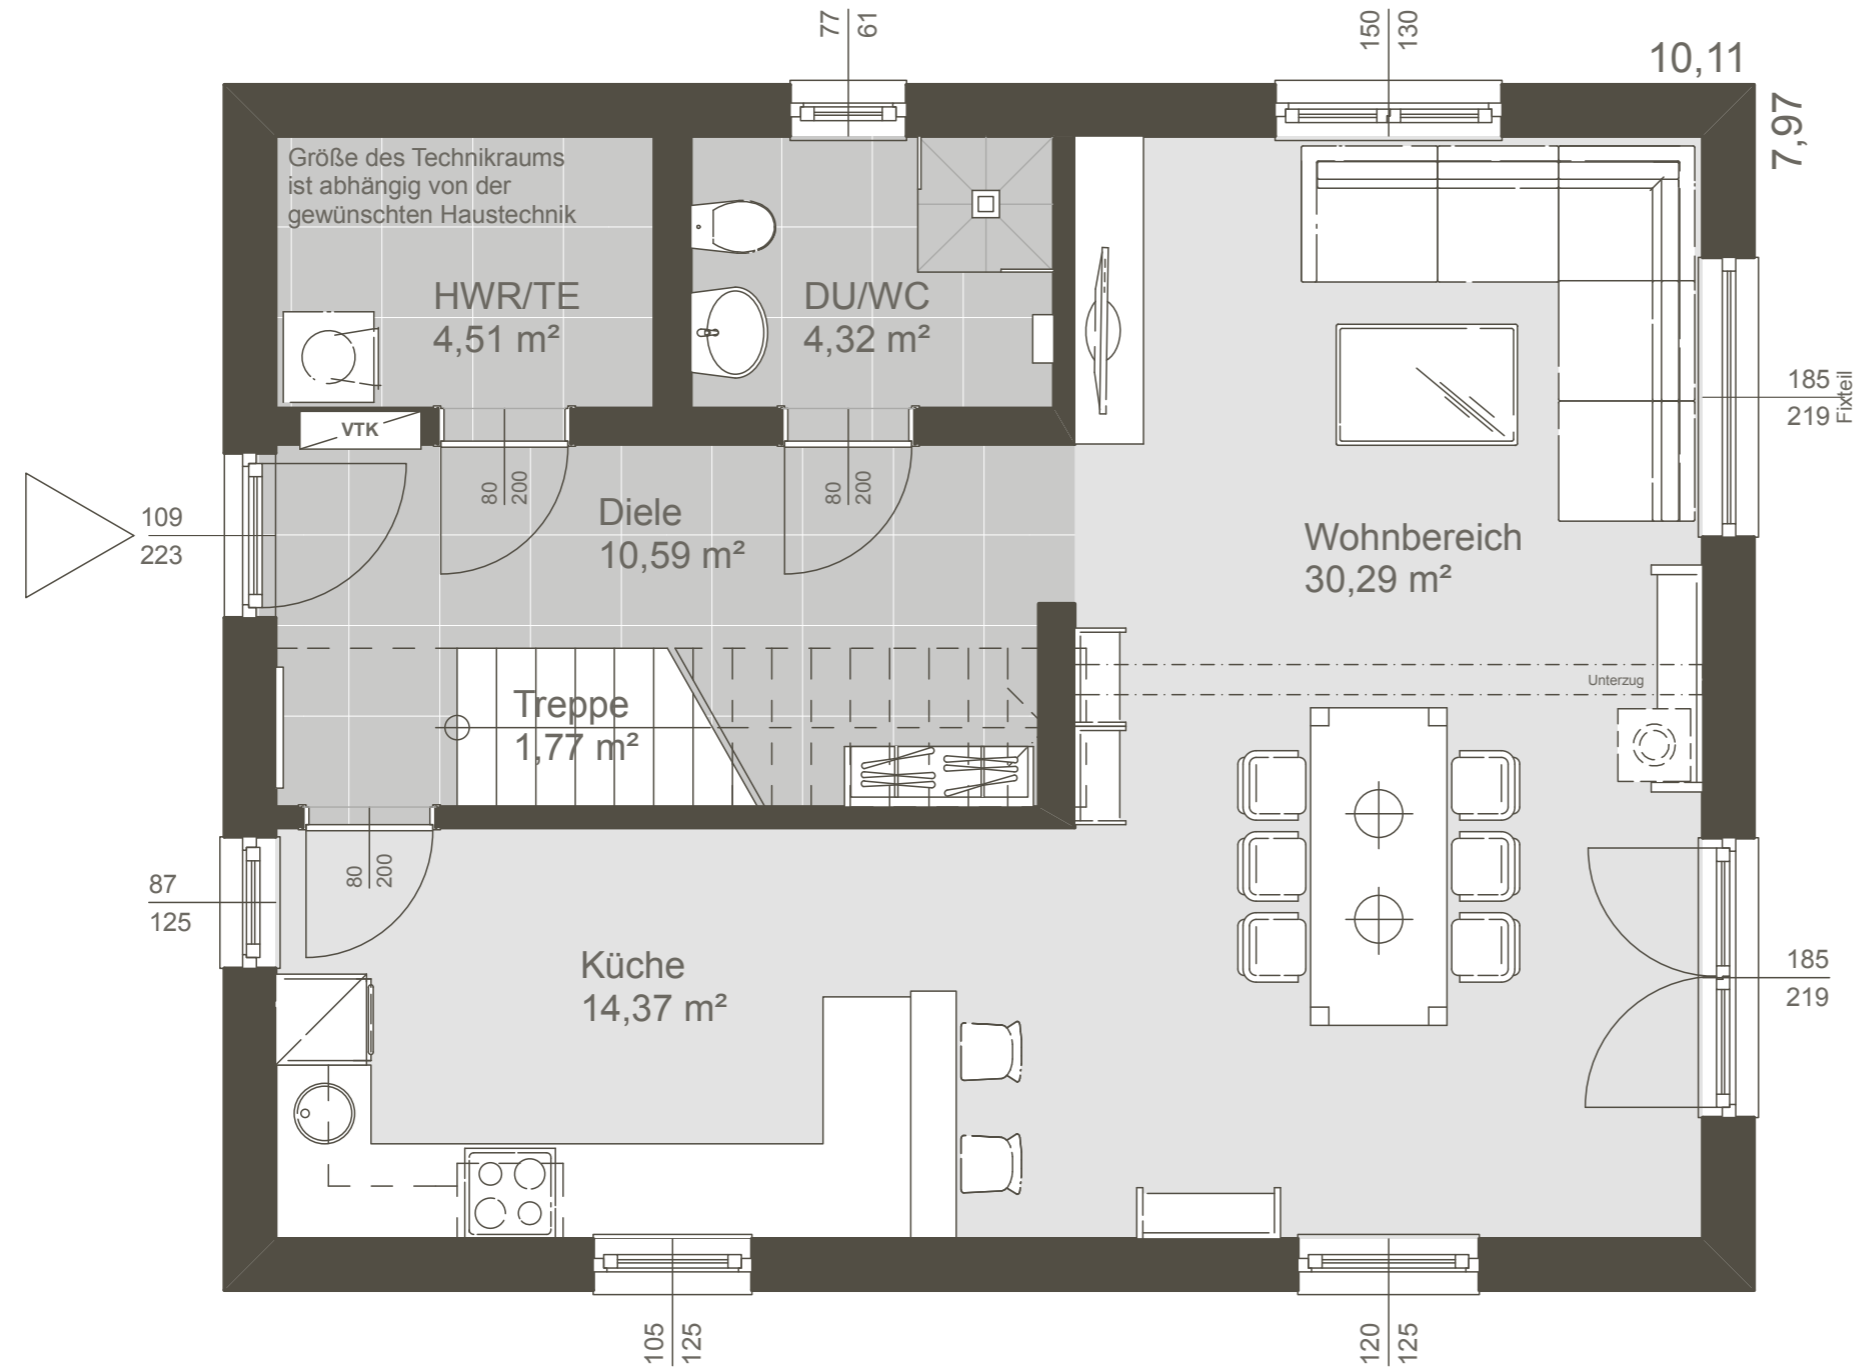 77
61
150
130
10,11
7,97
Größe des Technikraums
ist abhängig von der
gewünschten Haustechnik
HWR/TE
4,51 m²
DU/WC
4,32 m²
185
219
Fixteil
VTK
80
200
80
200
109
223
Diele
10,59 m²
Wohnbereich
30,29 m²
Unterzug
Treppe
1,77 m²
80
200
87
125
Küche
14,37 m²
185
219
105
125
120
125